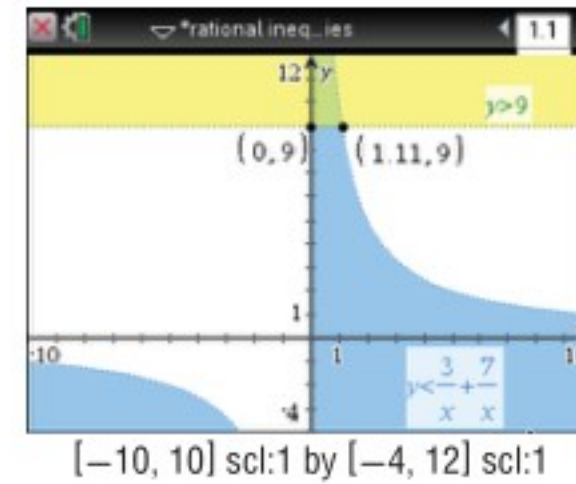 *rational ineq...ies 1.1
12 y
y>9
(0,9) (1.11,9)
1
-10 1 1
y<3/x+7/x
-4
[−10, 10] scl:1 by [−4, 12] scl:1